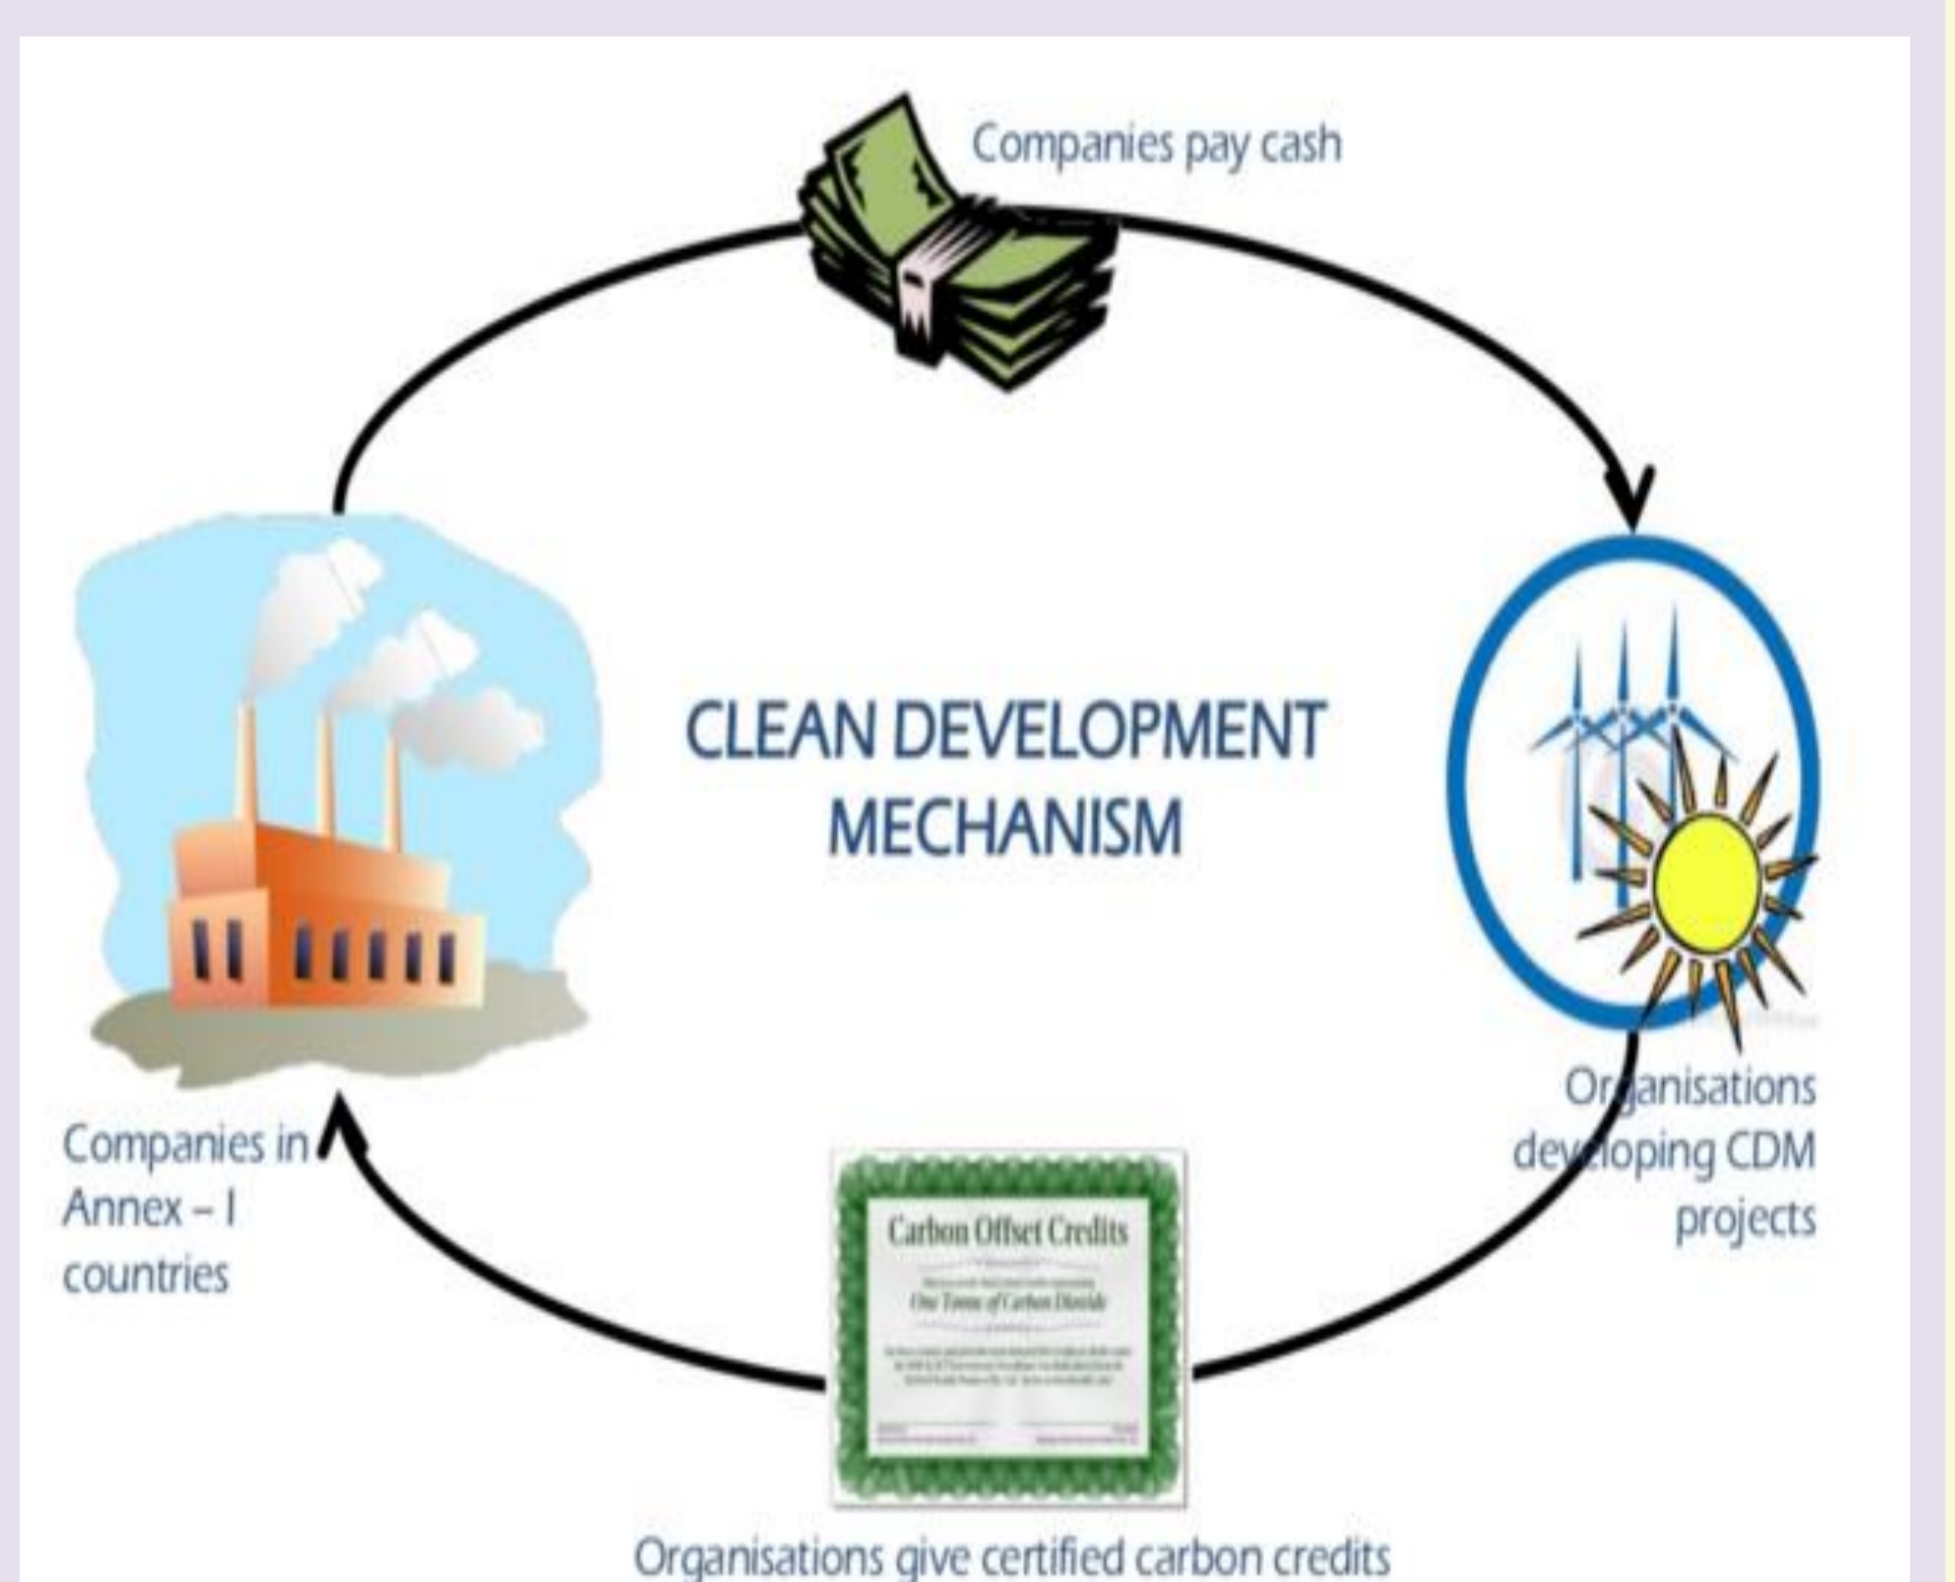 Companies pay cash
CLEAN DEVELOPMENT
MECHANISM
Organisations
developing CDM
projects
Companies in
Annex – I
countries
Carbon Offset Credits
One Tonne of Carbon Dioxide
Organisations give certified carbon credits